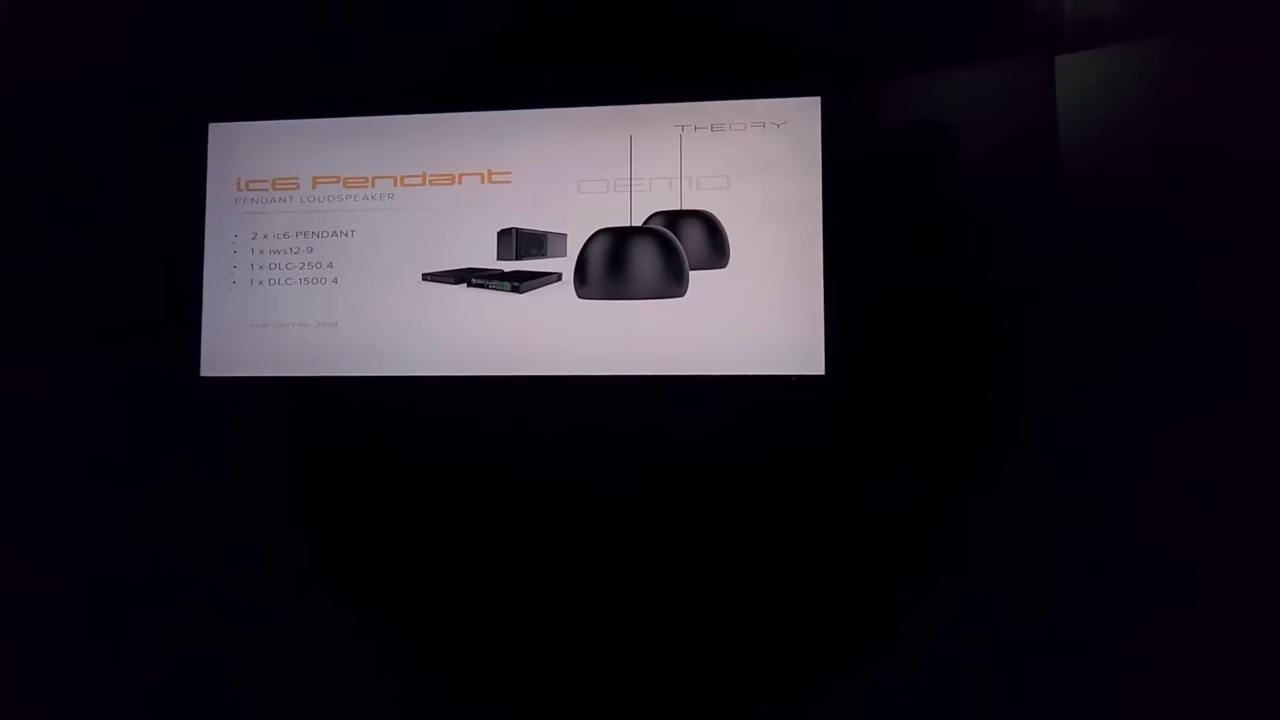 THEORY
ic6 Pendant
DEMO
PENDANT LOUDSPEAKER
• 2 x ic6-PENDANT
• 1 x iws12-9
• 1 x DLC-250.4
• 1 x DLC-1500.4